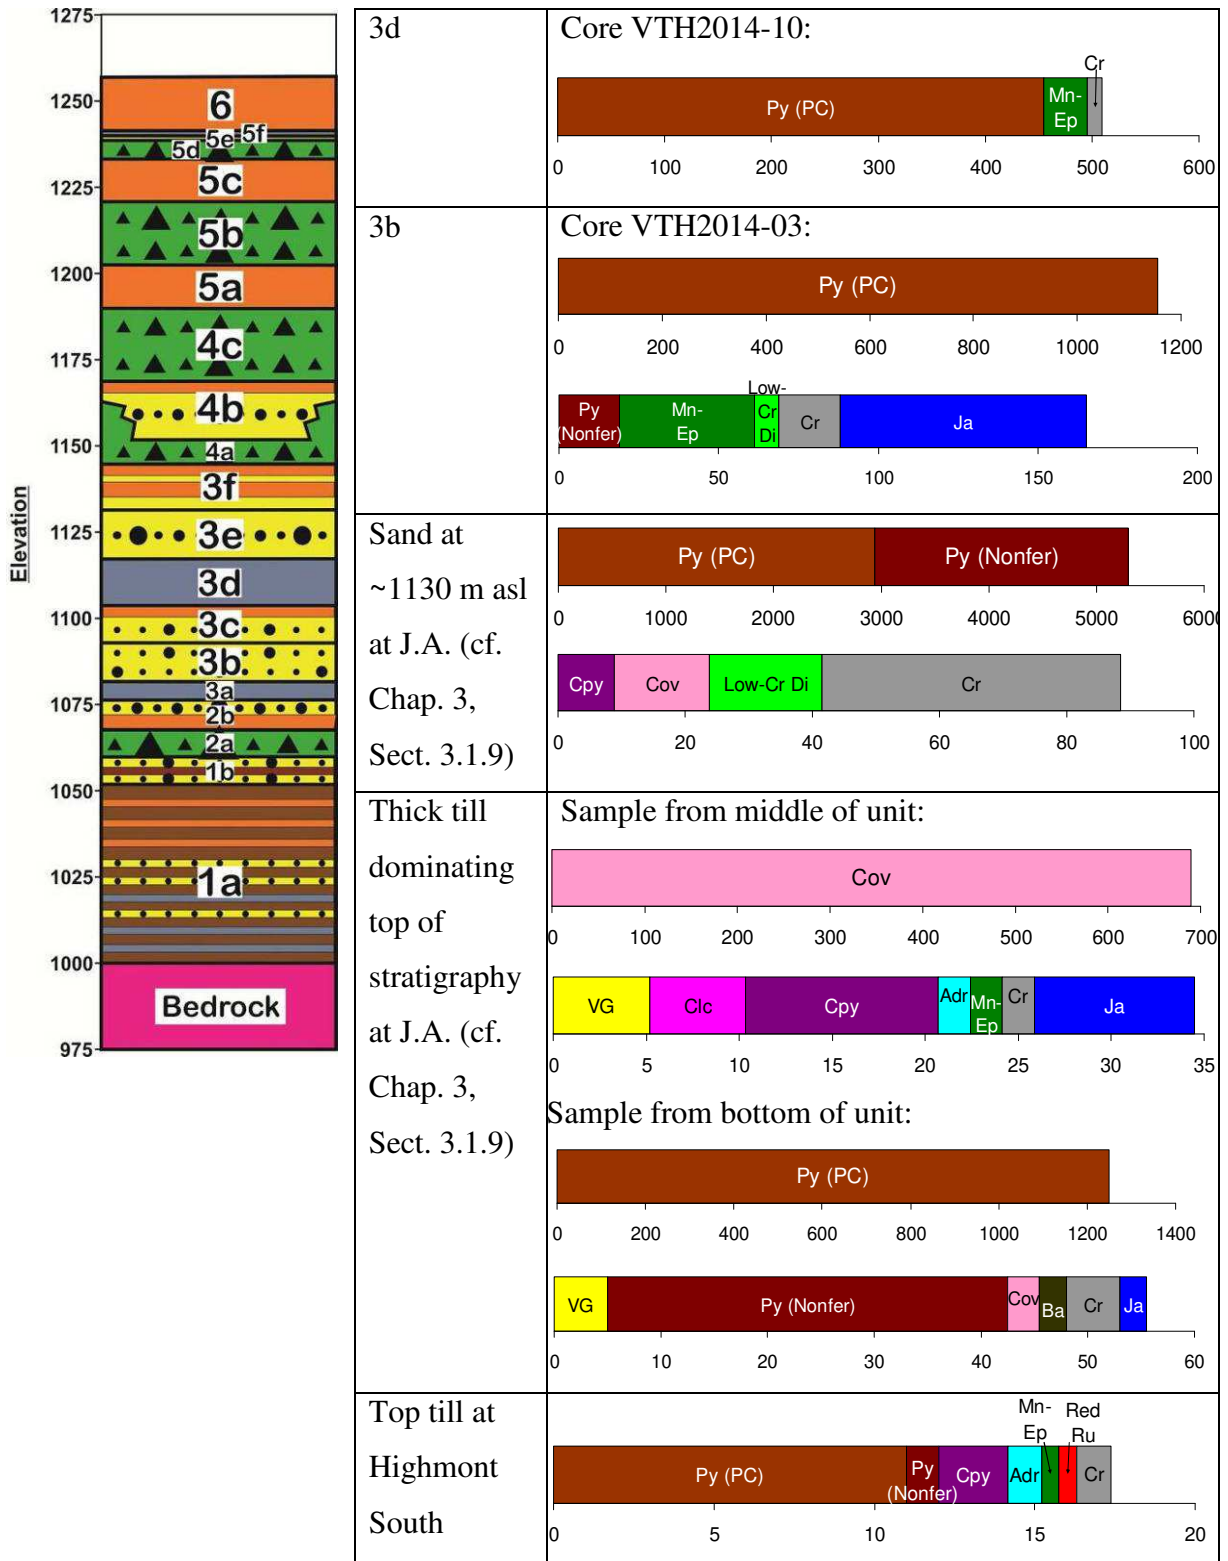 1275
1250
1225
1200
1175
1150
1125
1100
1075
1050
1025
1000
975
Elevation
6
5f
5e
5d
5c
5b
5a
4c
4b
4a
3f
3e
3d
3c
3b
3a
2b
2a
1b
1a
Bedrock
3d
Core VTH2014-10:
Cr
Py (PC)
Mn-
Ep
0 100 200 300 400 500 600
3b
Core VTH2014-03:
Py (PC)
0 200 400 600 800 1000 1200
Low-
Py
(Nonfer)
Mn-
Ep
Cr
Di
Cr
Ja
0 50 100 150 200
Sand at
~1130 m asl
at J.A. (cf.
Chap. 3,
Sect. 3.1.9)
Py (PC) Py (Nonfer)
0 1000 2000 3000 4000 5000 6000
Cpy Cov Low-Cr Di Cr
0 20 40 60 80 100
Thick till
dominating
top of
stratigraphy
at J.A. (cf.
Chap. 3,
Sect. 3.1.9)
Sample from middle of unit:
Cov
0 100 200 300 400 500 600 700
VG Clc Cpy Adr Mn-
Ep
Cr Ja
0 5 10 15 20 25 30 35
Sample from bottom of unit:
Py (PC)
0 200 400 600 800 1000 1200 1400
VG Py (Nonfer) Cov Ba Cr Ja
0 10 20 30 40 50 60
Top till at
Highmont
South
Mn-
Ep
Red
Ru
Py (PC) Py
(Nonfer)
Cpy Adr Cr
0 5 10 15 20